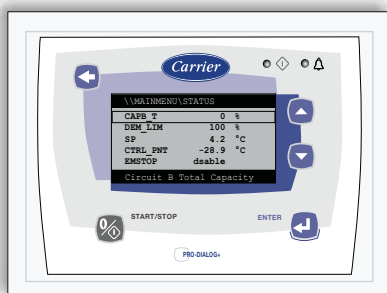 Carrier
\\MAINMENU\STATUS
CAPB_T 0 %
DEM_LIM 100 %
SP 4.2 °C
CTRL_PNT -28.9 °C
EMSTOP dsable
Circuit B Total Capacity
START/STOP
ENTER
PRO-DIALOG+